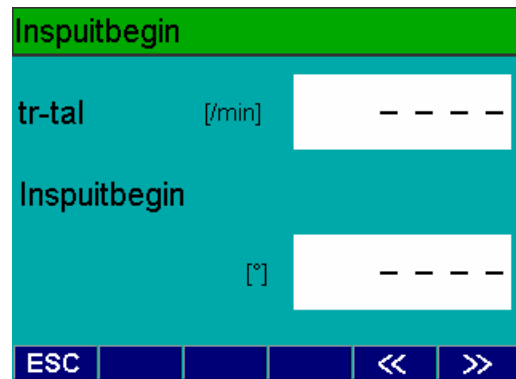 Inspuitbegin
tr-tal [/min] – – – –
Inspuitbegin
[°] – – – –
ESC << >>